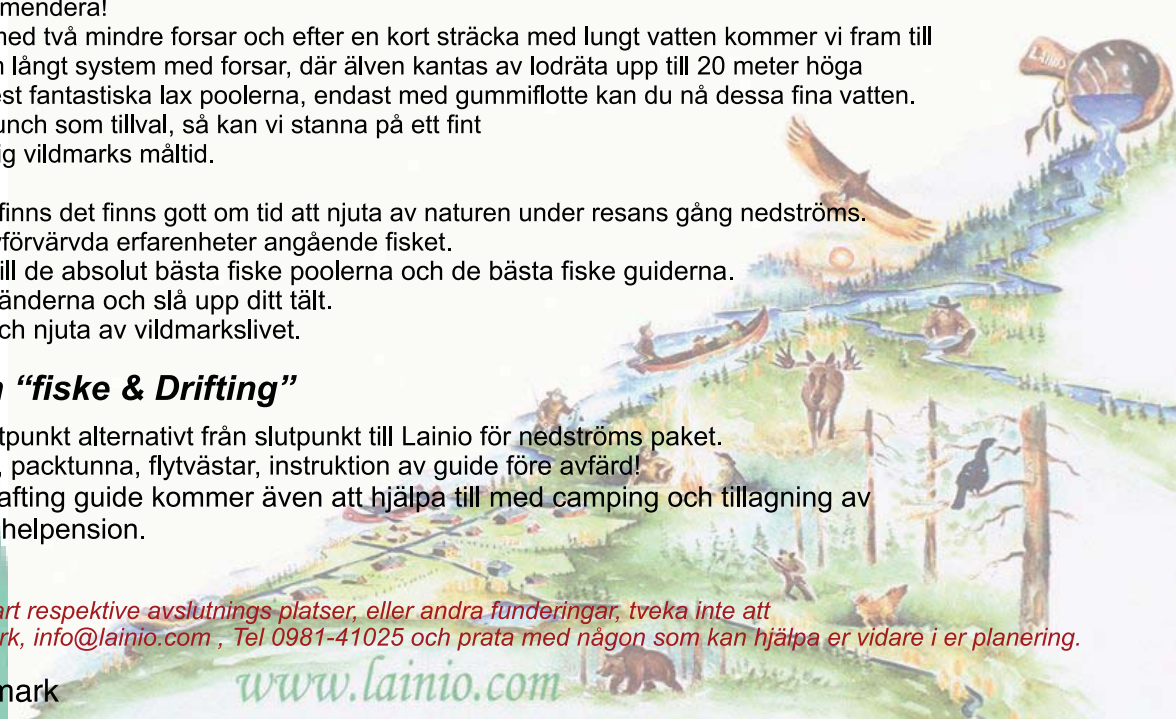 mendera!
med två mindre forsar och efter en kort sträcka med lungt vatten kommer vi fram till
långt system med forsar, där älven kantas av lodräta upp till 20 meter höga
est fantastiska lax poolerna, endast med gummiflotte kan du nå dessa fina vatten.
unch som tillval, så kan vi stanna på ett fint
ig vildmarks måltid.
finns det finns gott om tid att njuta av naturen under resans gång nedströms.
förvärvda erfarenheter angående fisket.
ill de absolut bästa fiske poolerna och de bästa fiske guiderna.
änderna och slå upp ditt tält.
ch njuta av vildmarkslivet.
“fiske & Drifting”
tpunkt alternativt från slutpunkt till Lainio för nedströms paket.
, packtunna, flytvästar, instruktion av guide före avfärd!
afting guide kommer även att hjälpa till med camping och tillagning av
helpension.
art respektive avslutnings platser, eller andra funderingar, tveka inte att
rk, info@lainio.com , Tel 0981-41025 och prata med någon som kan hjälpa er vidare i er planering.
mark
www.lainio.com
LAINIO